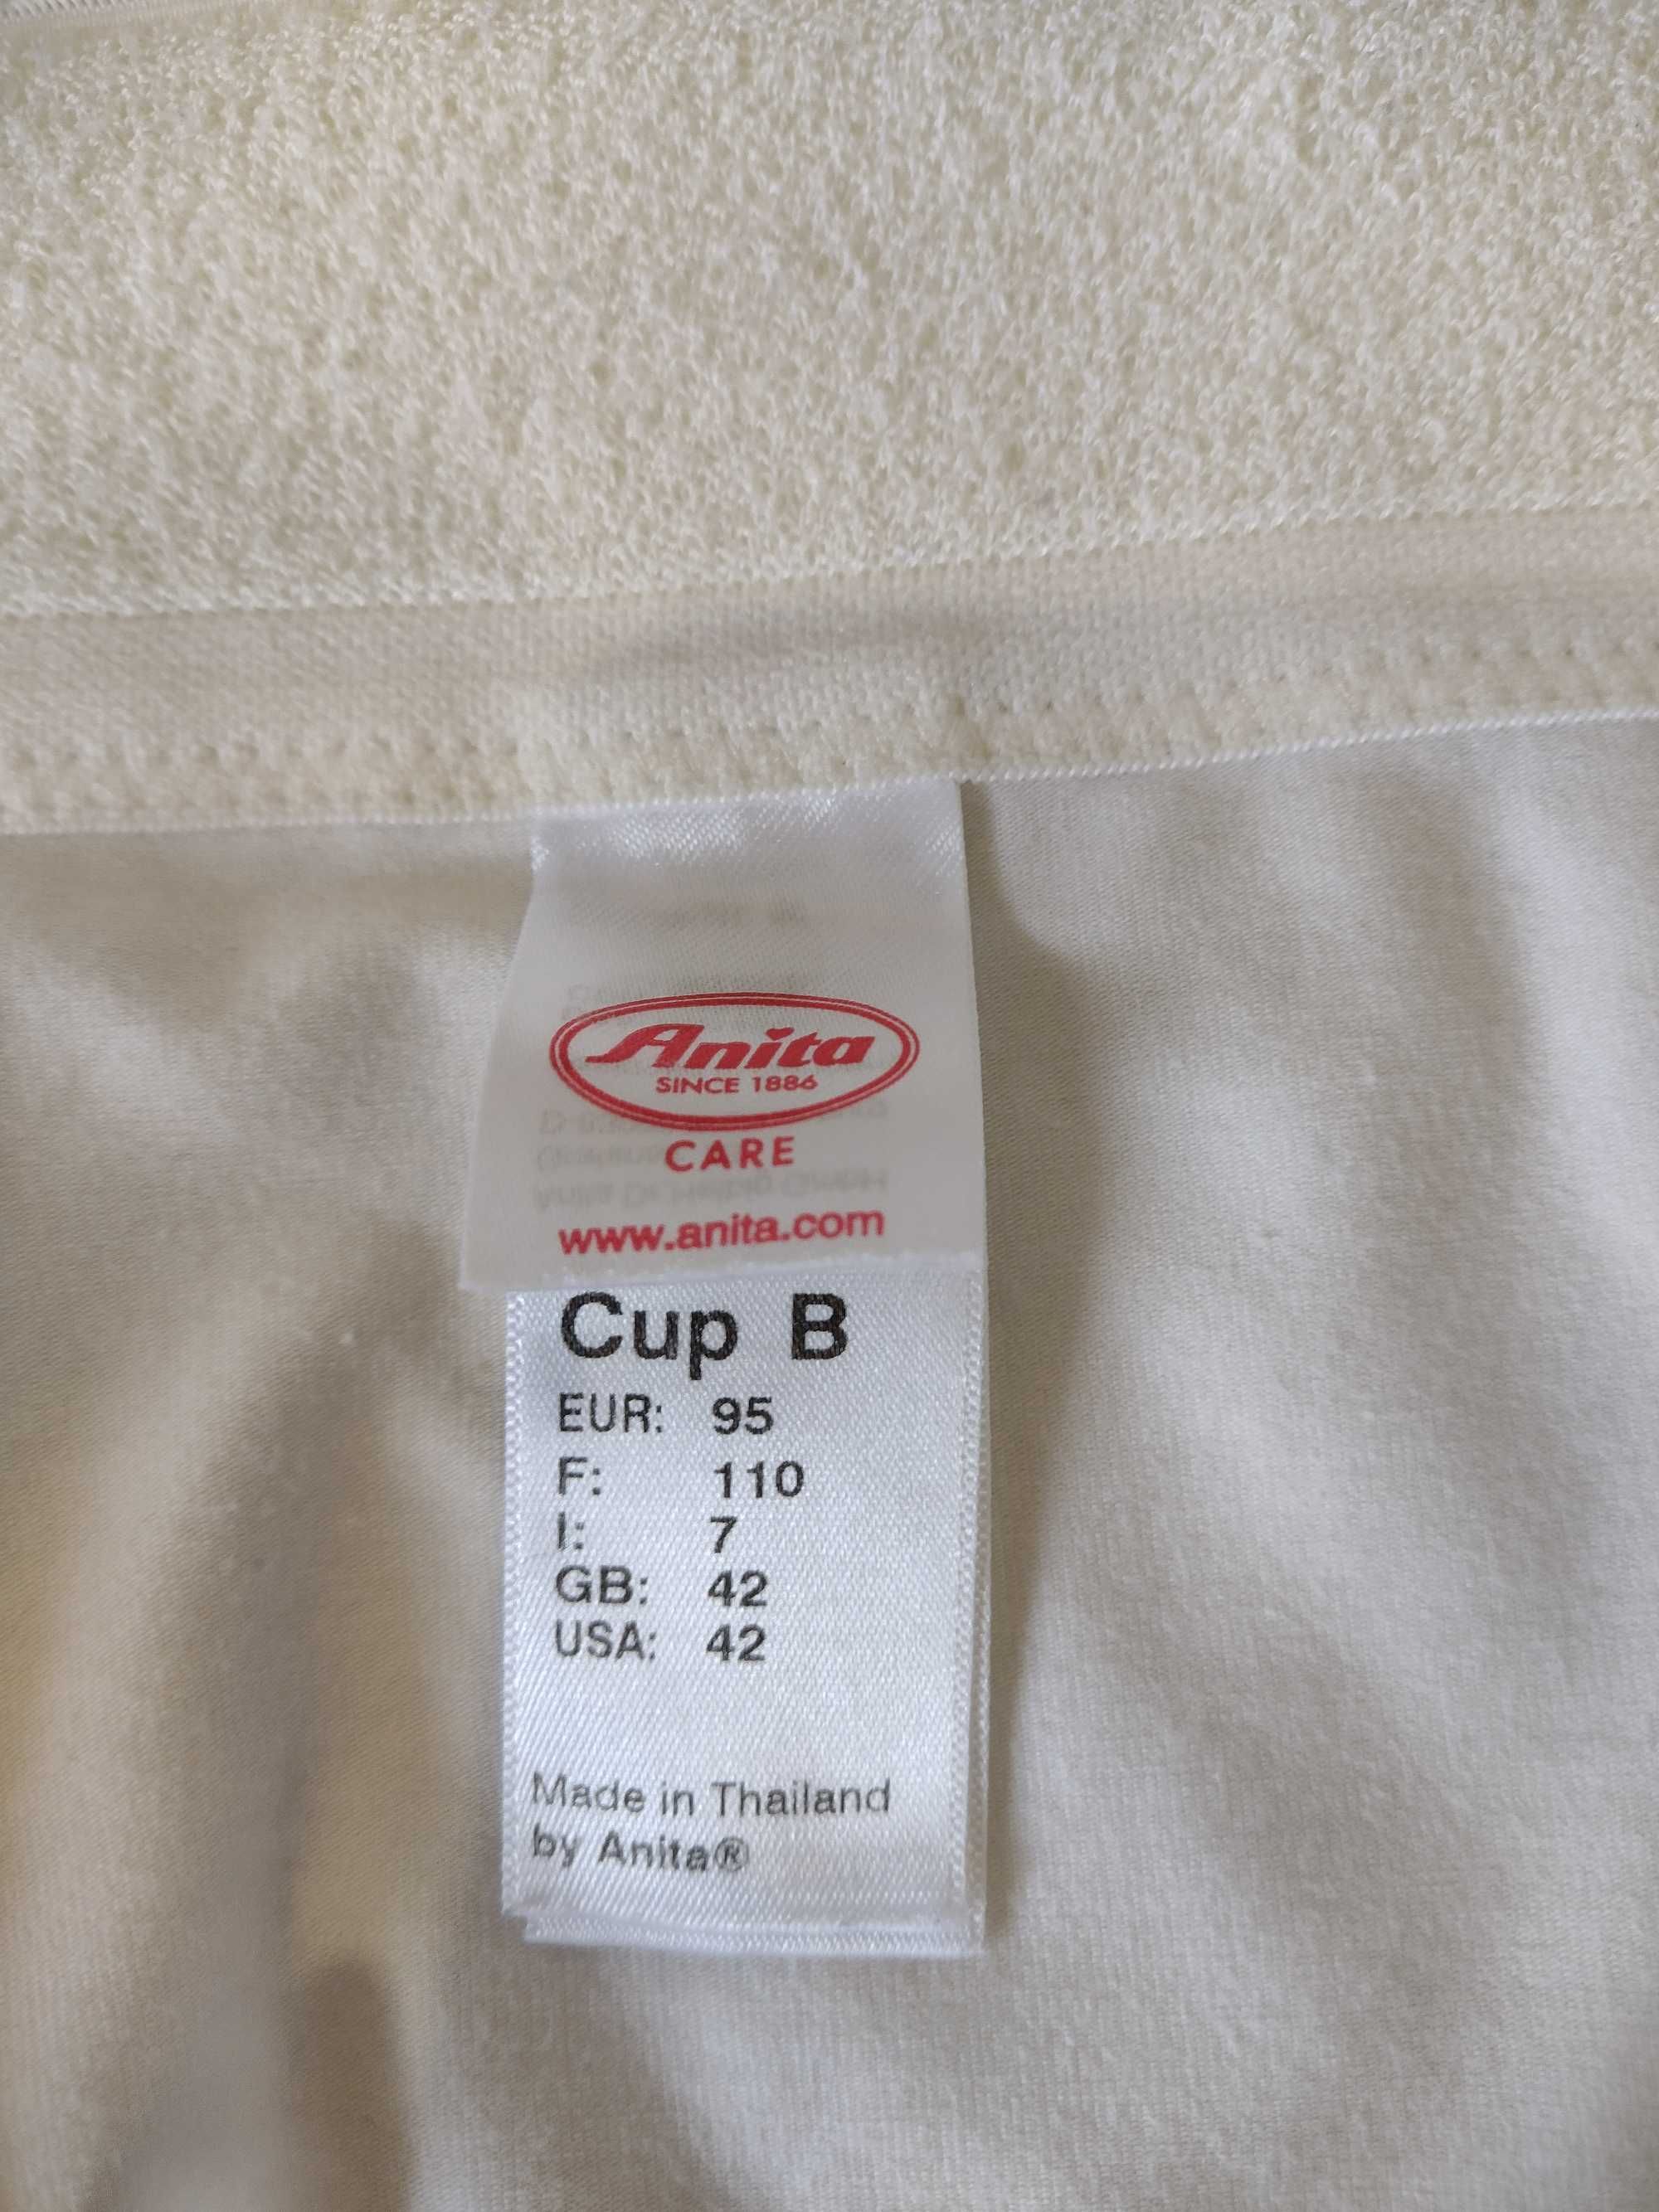 Anita
SINCE 1886
CARE
www.anita.com
Cup B
EUR: 95
F: 110
I: 7
GB: 42
USA: 42
Made in Thailand
by Anita®